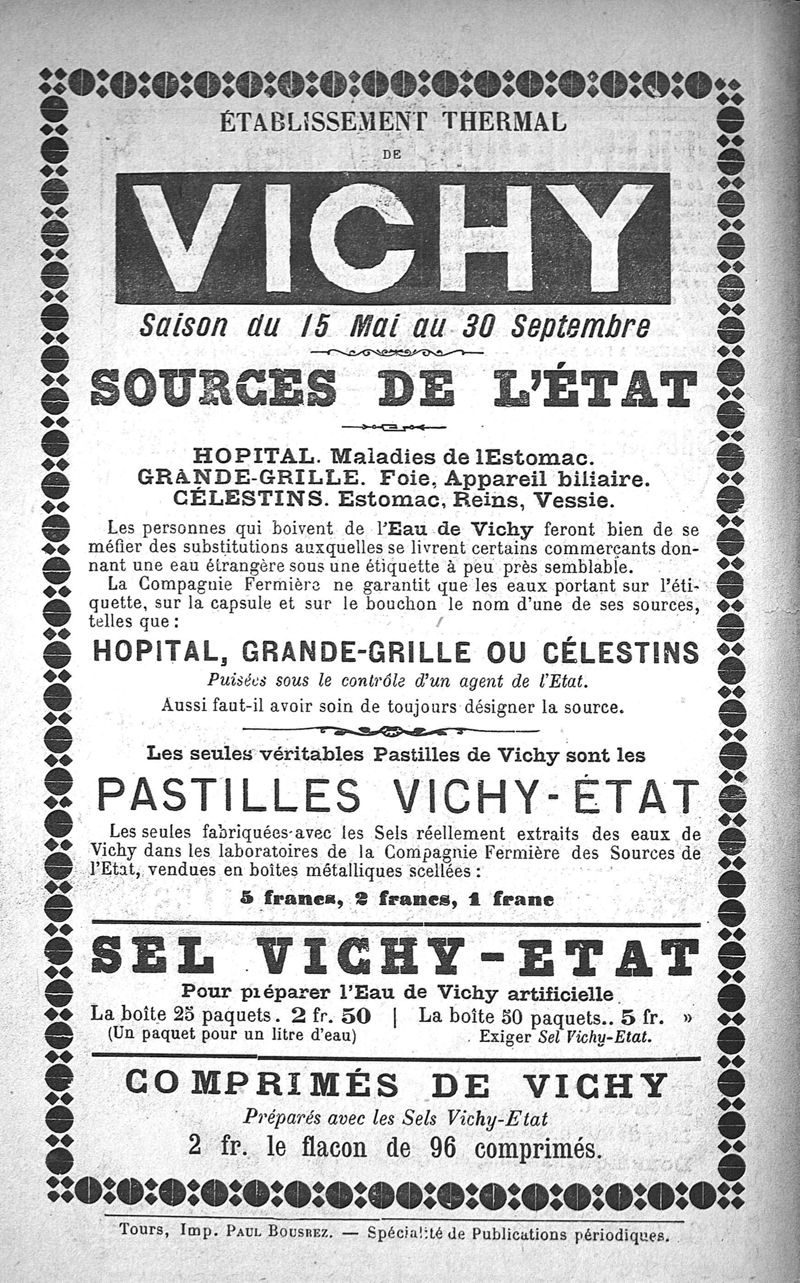 ÉTABLISSEMENT THERMAL
DE
VICHY
Saison du 15 Mai au 30 Septembre
SOURCES DE L'ÉTAT
HOPITAL. Maladies de lEstomac.
GRANDE-GRILLE. Foie, Appareil biliaire.
CÉLESTINS. Estomac, Reins, Vessie.
Les personnes qui boivent de l'Eau de Vichy feront bien de se
méfier des substitutions auxquelles se livrent certains commerçants don-
nant une eau étrangère sous une étiquette à peu près semblable.
La Compagnie Fermière ne garantit que les eaux portant sur l'éti-
quette, sur la capsule et sur le bouchon le nom d'une de ses sources,
telles que :
HOPITAL, GRANDE-GRILLE OU CÉLESTINS
Puisées sous le contrôle d'un agent de l'Etat.
Aussi faut-il avoir soin de toujours désigner la source.
Les seules véritables Pastilles de Vichy sont les
PASTILLES VICHY-ÉTAT
Les seules fabriquées avec les Sels réellement extraits des eaux de
Vichy dans les laboratoires de la Compagnie Fermière des Sources de
l'Etat, vendues en boîtes métalliques scellées :
5 francs, 2 francs, 1 franc
SEL VICHY-ETAT
Pour préparer l'Eau de Vichy artificielle
La boîte 25 paquets. 2 fr. 50 | La boîte 50 paquets.. 5 fr. »
(Un paquet pour un litre d'eau) Exiger Sel Vichy-Etat.
COMPRIMÉS DE VICHY
Préparés avec les Sels Vichy-Etat
2 fr. le flacon de 96 comprimés.
Tours, Imp. PAUL BOUSREZ. — Spécialité de Publications périodiques.